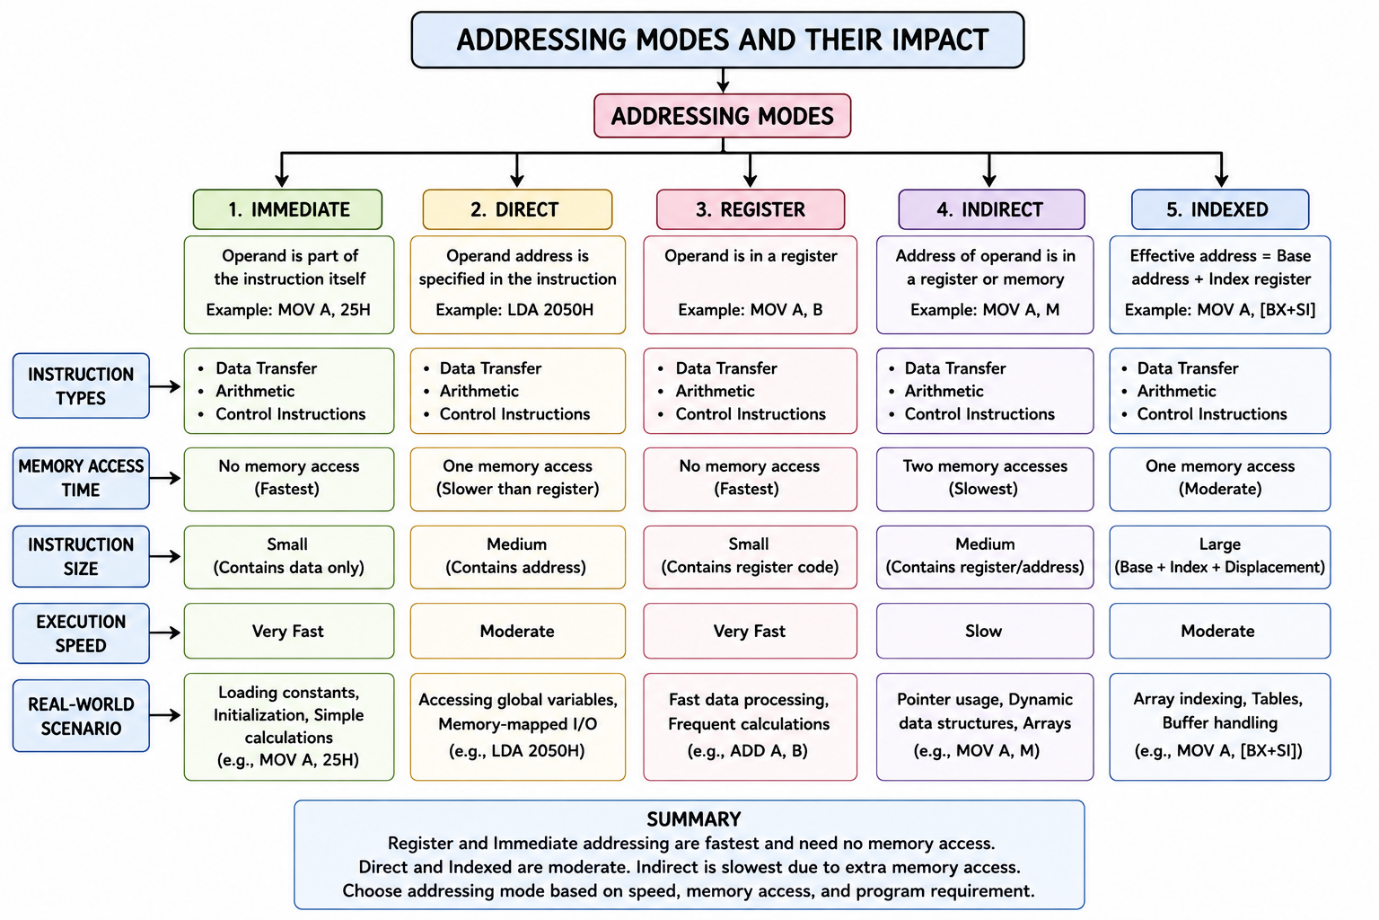 ADDRESSING MODES AND THEIR IMPACT
ADDRESSING MODES
1. IMMEDIATE
2. DIRECT
3. REGISTER
4. INDIRECT
5. INDEXED
Operand is part of
the instruction itself
Example: MOV A, 25H
Operand address is
specified in the instruction
Example: LDA 2050H
Operand is in a register
Example: MOV A, B
Address of operand is in
a register or memory
Example: MOV A, M
Effective address = Base
address + Index register
Example: MOV A, [BX+SI]
INSTRUCTION
TYPES
• Data Transfer
• Arithmetic
• Control Instructions
• Data Transfer
• Arithmetic
• Control Instructions
• Data Transfer
• Arithmetic
• Control Instructions
• Data Transfer
• Arithmetic
• Control Instructions
• Data Transfer
• Arithmetic
• Control Instructions
MEMORY ACCESS
TIME
No memory access
(Fastest)
One memory access
(Slower than register)
No memory access
(Fastest)
Two memory accesses
(Slowest)
One memory access
(Moderate)
INSTRUCTION
SIZE
Small
(Contains data only)
Medium
(Contains address)
Small
(Contains register code)
Medium
(Contains register/address)
Large
(Base + Index + Displacement)
EXECUTION
SPEED
Very Fast
Moderate
Very Fast
Slow
Moderate
REAL-WORLD
SCENARIO
Loading constants,
Initialization, Simple
calculations
(e.g., MOV A, 25H)
Accessing global variables,
Memory-mapped I/O
(e.g., LDA 2050H)
Fast data processing,
Frequent calculations
(e.g., ADD A, B)
Pointer usage, Dynamic
data structures, Arrays
(e.g., MOV A, M)
Array indexing, Tables,
Buffer handling
(e.g., MOV A, [BX+SI])
SUMMARY
Register and Immediate addressing are fastest and need no memory access.
Direct and Indexed are moderate. Indirect is slowest due to extra memory access.
Choose addressing mode based on speed, memory access, and program requirement.